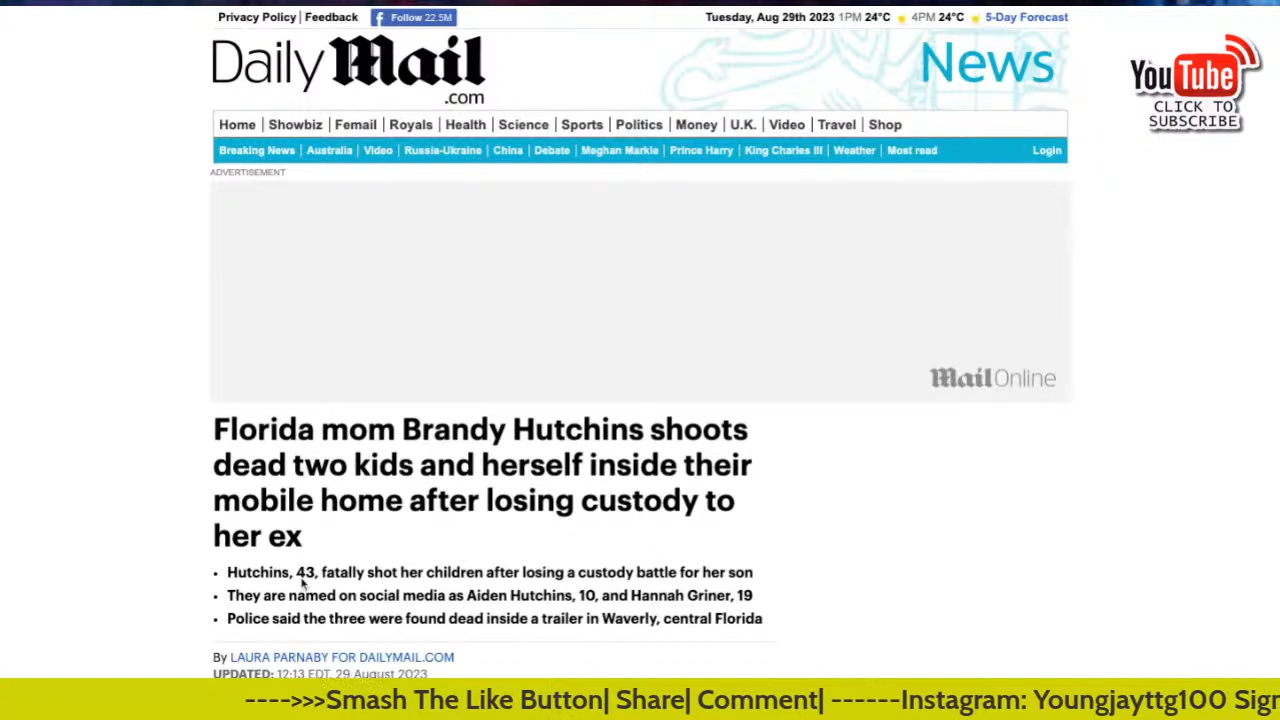 Privacy Policy | Feedback
Follow 22.5M
Tuesday, Aug 29th 2023 1PM 24°C 4PM 24°C 5-Day Forecast
Daily Mail
.com
News
YouTube
CLICK TO
SUBSCRIBE
Home | Showbiz | Femail | Royals | Health | Science | Sports | Politics | Money | U.K. | Video | Travel | Shop
Breaking News | Australia | Video | Russia-Ukraine | China | Debate | Meghan Markle | Prince Harry | King Charles III | Weather | Most read
Login
ADVERTISEMENT
MailOnline
Florida mom Brandy Hutchins shoots
dead two kids and herself inside their
mobile home after losing custody to
her ex
• Hutchins, 43, fatally shot her children after losing a custody battle for her son
• They are named on social media as Aiden Hutchins, 10, and Hannah Griner, 19
• Police said the three were found dead inside a trailer in Waverly, central Florida
By LAURA PARNABY FOR DAILYMAIL.COM
UPDATED: 12:13 EDT, 29 August 2023
---->>>Smash The Like Button| Share| Comment| ------Instagram: Youngjayttg100 Sign